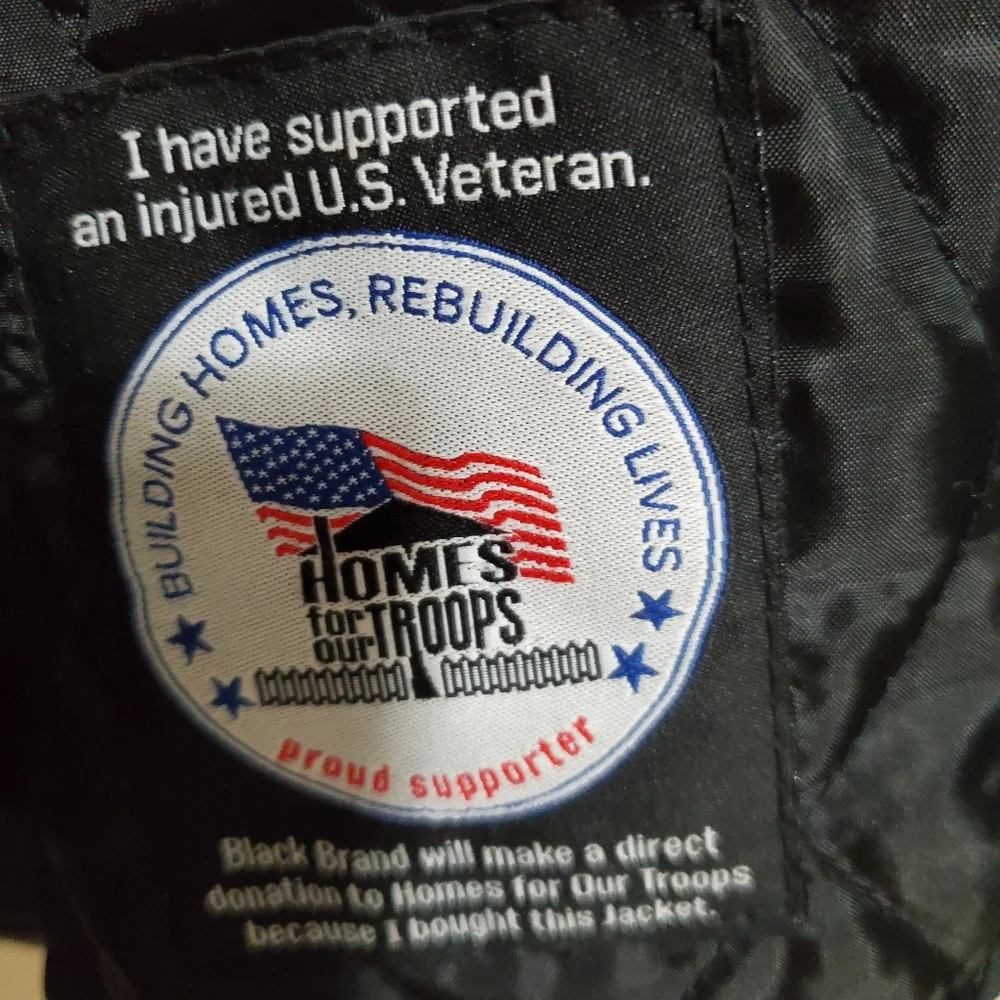 I have supported
an injured U.S. Veteran.
BUILDING HOMES, REBUILDING LIVES
HOMES
for
our TROOPS
proud supporter
Black Brand will make a direct
donation to Homes for Our Troops
because I bought this Jacket.